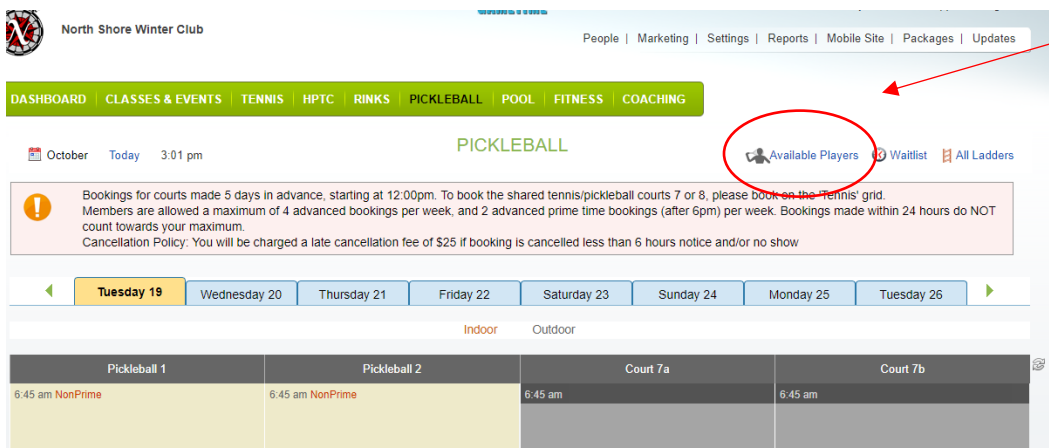 North Shore Winter Club
People | Marketing | Settings | Reports | Mobile Site | Packages | Updates
DASHBOARD | CLASSES & EVENTS | TENNIS | HPTC | RINKS | PICKLEBALL | POOL | FITNESS | COACHING
October Today 3:01 pm PICKLEBALL Available Players Waitlist All Ladders
Bookings for courts made 5 days in advance, starting at 12:00pm. To book the shared tennis/pickleball courts 7 or 8, please book on the 'Tennis' grid.
Members are allowed a maximum of 4 advanced bookings per week, and 2 advanced prime time bookings (after 6pm) per week. Bookings made within 24 hours do NOT
count towards your maximum.
Cancellation Policy: You will be charged a late cancellation fee of $25 if booking is cancelled less than 6 hours notice and/or no show
Tuesday 19 Wednesday 20 Thursday 21 Friday 22 Saturday 23 Sunday 24 Monday 25 Tuesday 26
Indoor Outdoor
Pickleball 1 Pickleball 2 Court 7a Court 7b
6:45 am NonPrime 6:45 am NonPrime 6:45 am 6:45 am